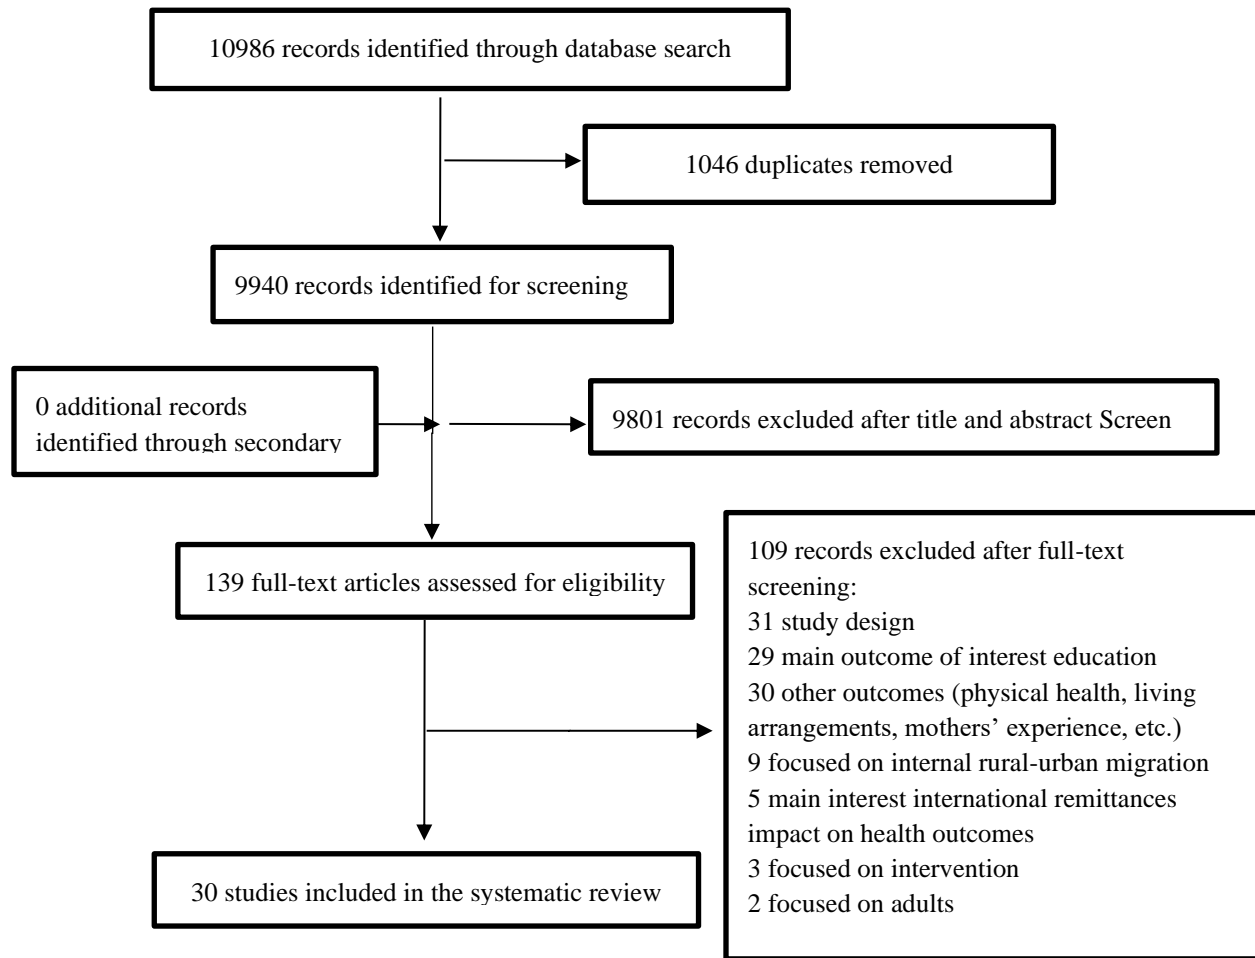 10986 records identified through database search
1046 duplicates removed
9940 records identified for screening
0 additional records
identified through secondary
9801 records excluded after title and abstract Screen
139 full-text articles assessed for eligibility
109 records excluded after full-text
screening:
31 study design
29 main outcome of interest education
30 other outcomes (physical health, living
arrangements, mothers’ experience, etc.)
9 focused on internal rural-urban migration
5 main interest international remittances
impact on health outcomes
3 focused on intervention
2 focused on adults
30 studies included in the systematic review